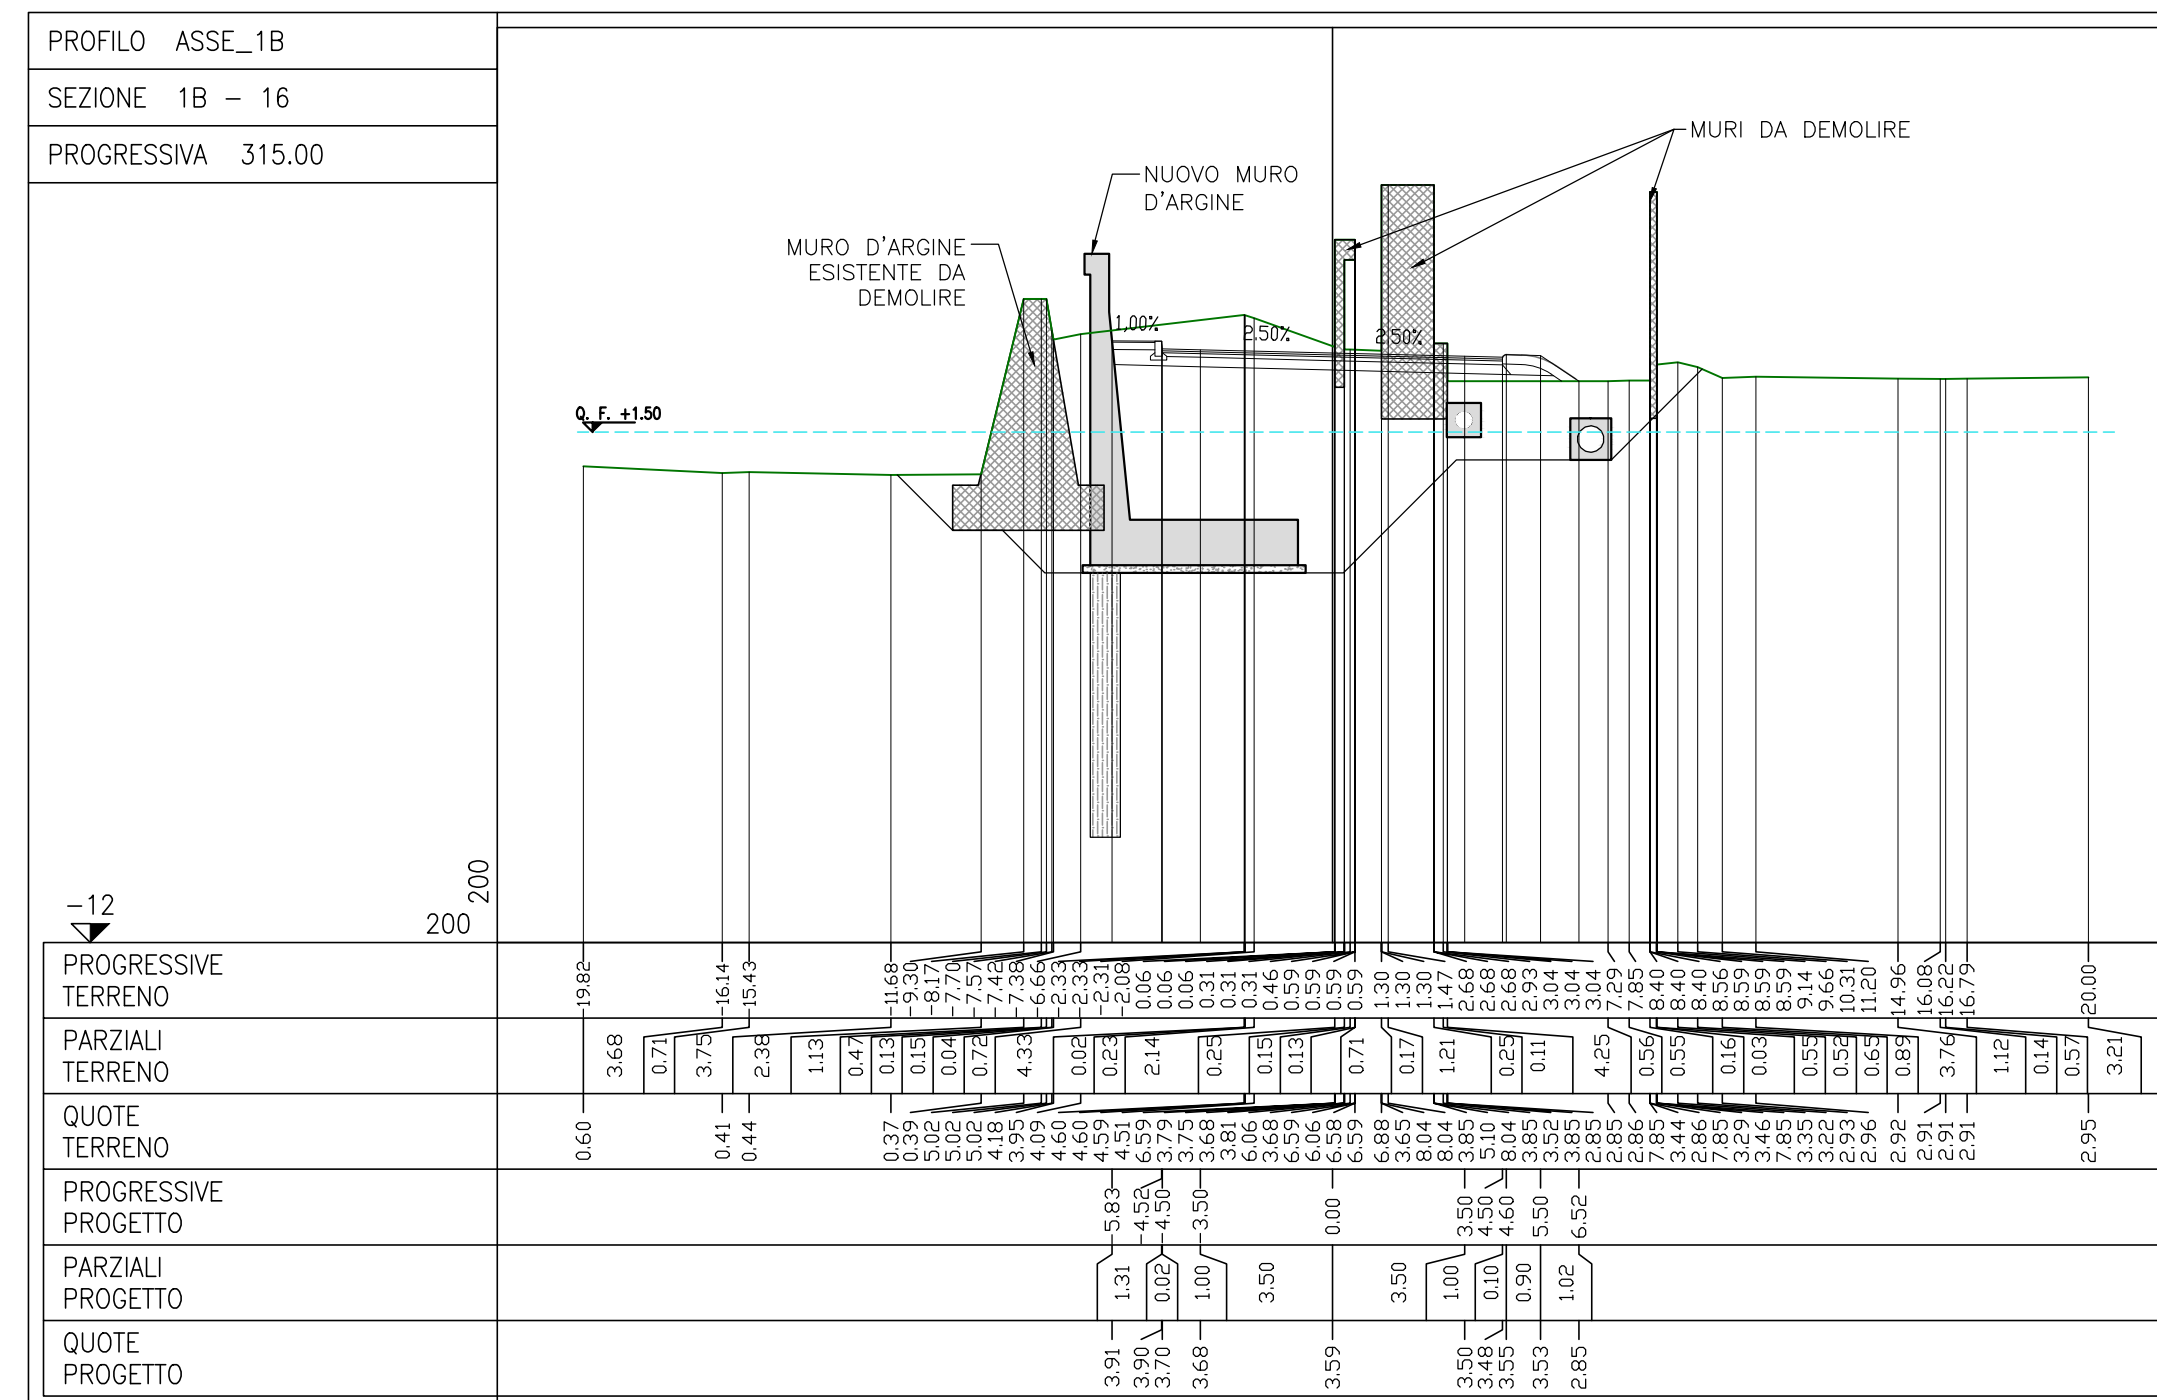 PROFILO ASSE_1B
SEZIONE 1B - 16
PROGRESSIVA 315.00
MURI DA DEMOLIRE
NUOVO MURO
D'ARGINE
MURO D'ARGINE
ESISTENTE DA
DEMOLIRE
1,00%
2.50%
2.50%
Q. F. +1.50
-12
200
200
PROGRESSIVE
TERRENO
-19.82 -16.14 -15.43 -11.68 -9.30 -8.17 -7.70 -7.57 -7.42 -7.38 -6.66 -2.33 -2.33 -2.31 -2.08 0.06 0.06 0.06 0.31 0.31 0.31 0.46 0.59 0.59 0.59 0.59 1.30 1.30 1.30 1.47 2.68 2.68 2.68 2.93 3.04 3.04 3.04 7.29 7.85 8.40 8.40 8.40 8.56 8.59 8.59 8.59 9.14 9.66 10.31 11.20 14.96 16.08 16.22 16.79 20.00
PARZIALI
TERRENO
3.68 0.71 3.75 2.38 1.13 0.47 0.13 0.15 0.04 0.72 4.33 0.02 0.23 2.14 0.25 0.15 0.13 0.71 0.17 1.21 0.25 0.11 4.25 0.56 0.55 0.16 0.03 0.55 0.52 0.65 0.89 3.76 1.12 0.14 0.57 3.21
QUOTE
TERRENO
0.60 0.41 0.44 0.37 0.39 5.02 5.02 5.02 4.18 3.95 4.09 4.60 4.60 4.59 4.51 6.59 3.79 3.75 3.68 3.81 6.06 3.68 6.59 6.06 6.58 6.59 6.88 3.65 8.04 8.04 3.85 5.10 8.04 3.85 3.52 3.85 2.85 2.85 2.86 7.85 3.44 2.86 7.85 3.29 3.46 7.85 3.35 3.22 2.93 2.96 2.92 2.91 2.91 2.91 2.95
PROGRESSIVE
PROGETTO
-5.83 -4.52 -4.50 -3.50 0.00 3.50 4.50 4.60 5.50 6.52
PARZIALI
PROGETTO
1.31 0.02 1.00 3.50 3.50 1.00 0.10 0.90 1.02
QUOTE
PROGETTO
3.91 3.90 3.70 3.68 3.59 3.50 3.48 3.55 3.53 2.85